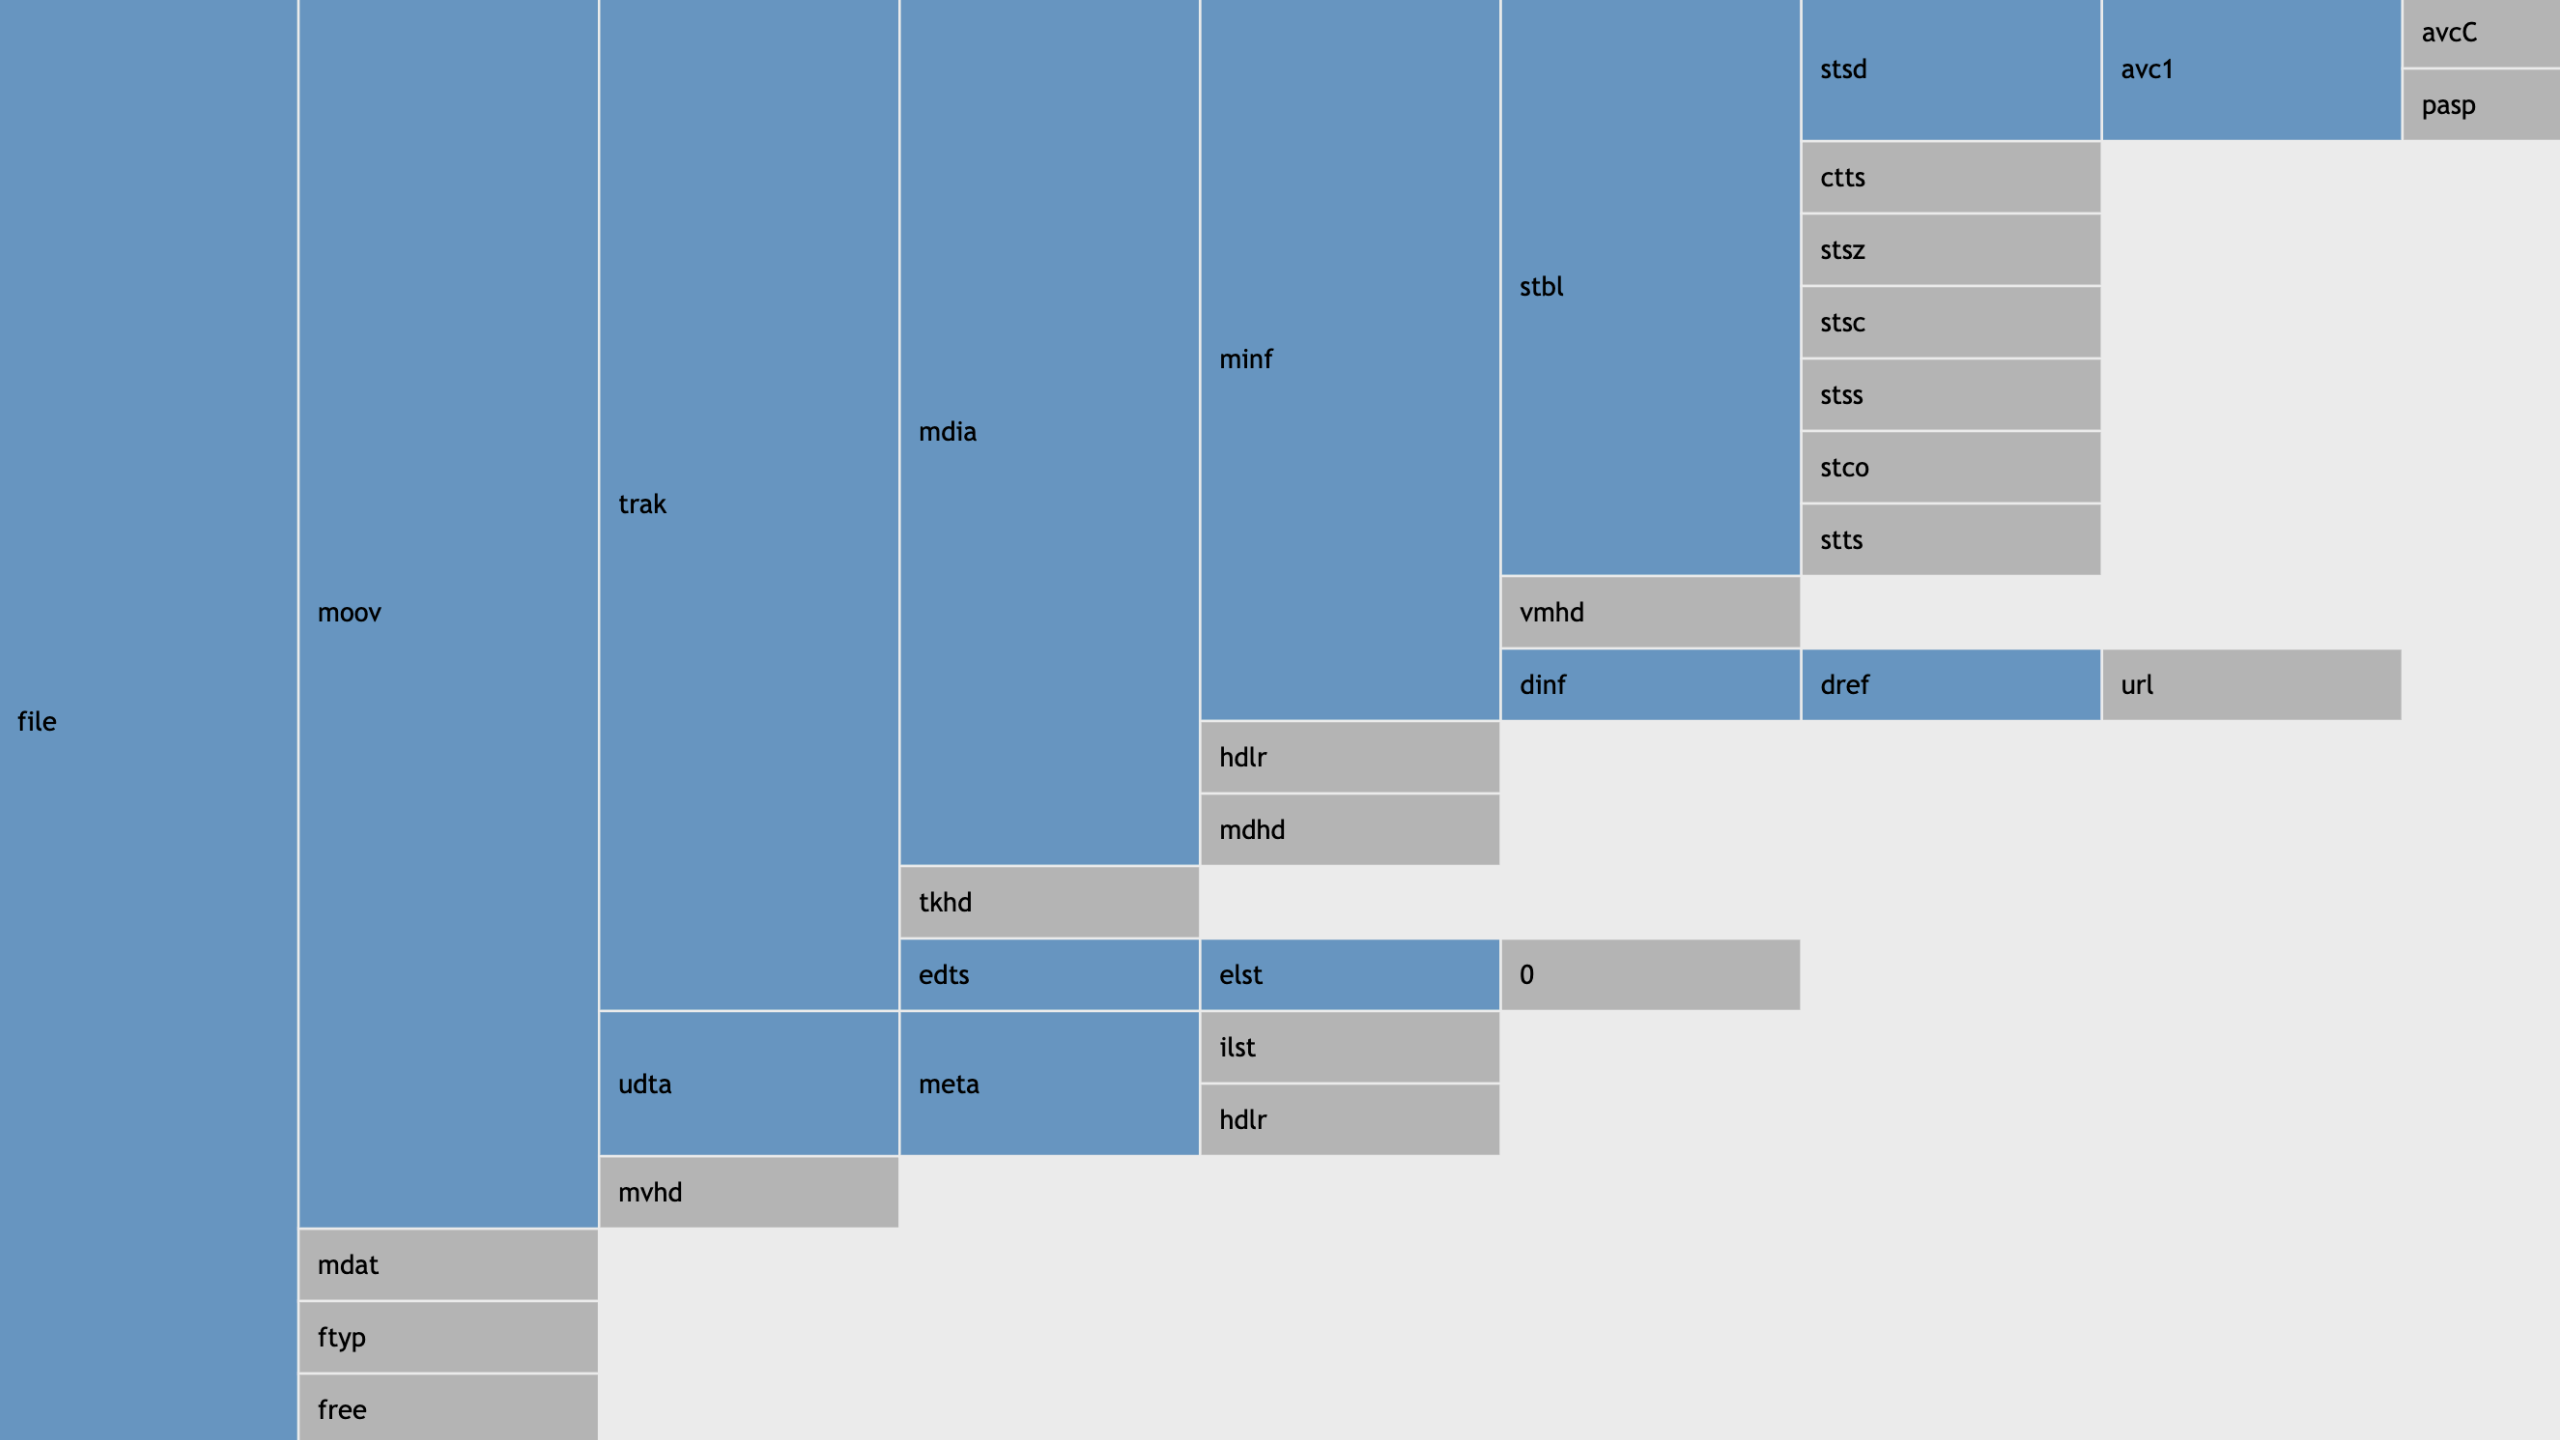 file
moov
trak
mdia
minf
stbl
stsd
avc1
avcC
pasp
ctts
stsz
stsc
stss
stco
stts
vmhd
dinf
dref
url
hdlr
mdhd
tkhd
edts
elst
0
udta
meta
ilst
hdlr
mvhd
mdat
ftyp
free